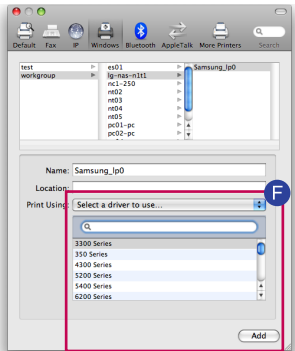 Default Fax IP Windows Bluetooth AppleTalk More Printers Search
test es01 Samsung_lp0
workgroup lg-nas-n1t1
nc1-250
nt02
nt03
nt04
nt05
pc01-pc
pc02-pc
Name: Samsung_lp0
Location:
Print Using: Select a driver to use...
F
3300 Series
350 Series
4300 Series
5200 Series
5400 Series
6200 Series
Add